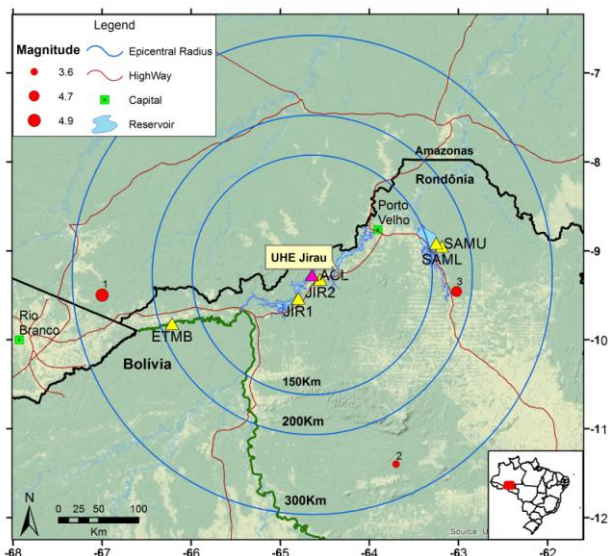 Legend
Magnitude
3.6
4.7
4.9
Epicentral Radius
HighWay
Capital
Reservoir
-7
-8
-9
-10
-11
-12
Amazonas
Rondônia
Porto
Velho
SAMU
SAML
UHE Jirau
ACL
JIR2
JIR1
1
3
Rio
Branco
ETMB
Bolívia
150Km
200Km
2
300Km
N
0 25 50 100
Km
Source: U
-68 -67 -66 -65 -64 -63 -62